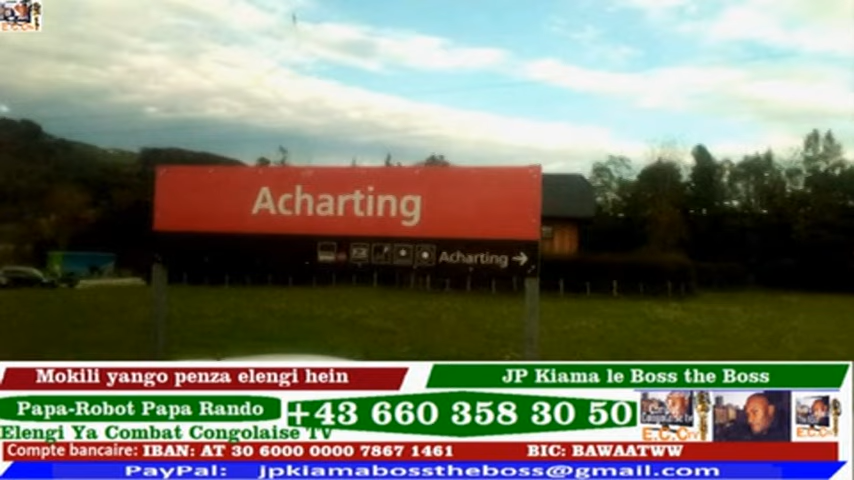 E.C.C.TV
Acharting
Acharting →
Mokili yango penza elengi hein
JP Kiama le Boss the Boss
Papa-Robot Papa Rando
+43 660 358 30 50
Elengi Ya Combat Congolaise TV
Compte bancaire: IBAN: AT 30 6000 0000 7867 1461
BIC: BAWAATWW
PayPal: jpkiamabosstheboss@gmail.com